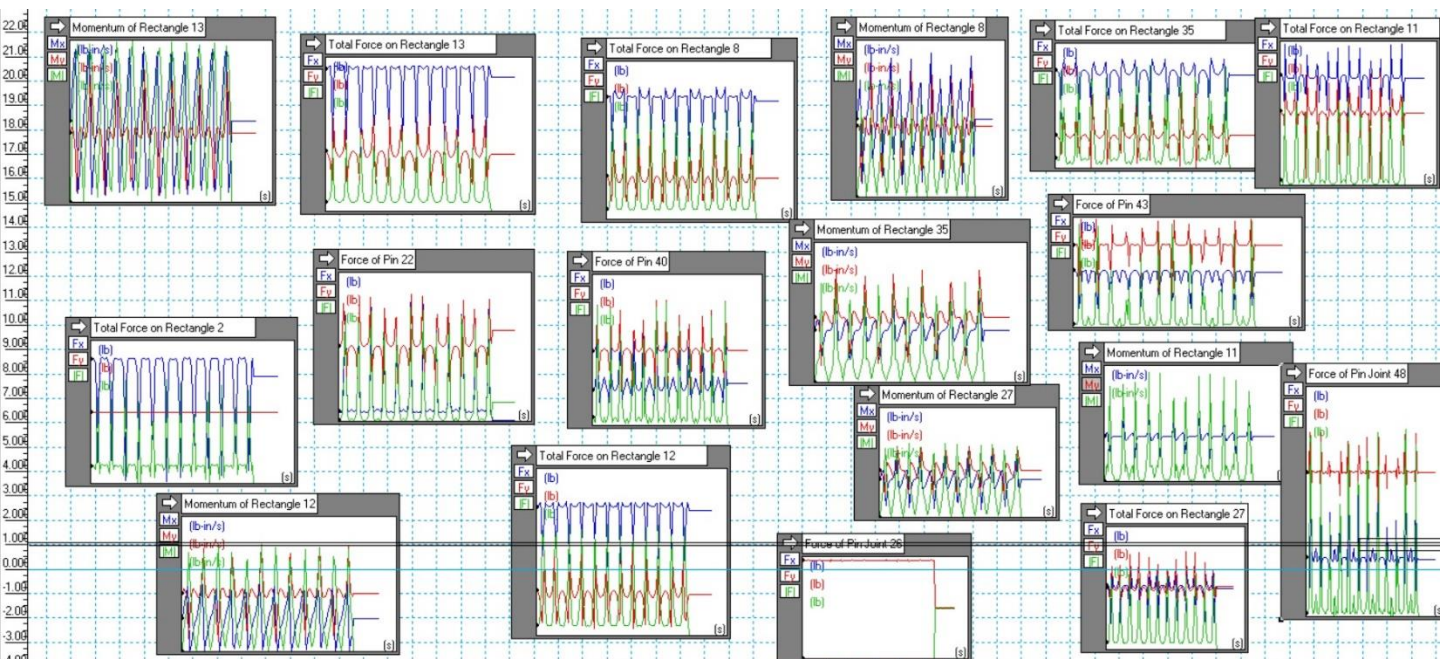 22.00
21.00
20.00
19.00
18.00
17.00
16.00
15.00
14.00
13.00
12.00
11.00
10.00
9.00
8.00
7.00
6.00
5.00
4.00
3.00
2.00
1.00
0.00
-1.00
-2.00
-3.00
Momentum of Rectangle 13
Mx
My
|M|
(lb-in/s)
(lb-in/s)
(s)
Total Force on Rectangle 13
Fx
Fy
|F|
(lb)
(lb)
(lb)
(s)
Total Force on Rectangle 8
Fx
Fy
|F|
(lb)
(lb)
(lb)
(s)
Momentum of Rectangle 8
Mx
My
|M|
(lb-in/s)
(lb-in/s)
(lb-in/s)
(s)
Total Force on Rectangle 35
Fx
Fy
|F|
(lb)
(lb)
(lb)
(s)
Total Force on Rectangle 11
Fx
Fy
|F|
(lb)
(lb)
(lb)
(s)
Force of Pin 22
Fx
Fy
|F|
(lb)
(lb)
(lb)
(s)
Force of Pin 40
Fx
Fy
|F|
(lb)
(lb)
(lb)
(s)
Momentum of Rectangle 35
Mx
My
|M|
(lb-in/s)
(lb-in/s)
(lb-in/s)
(s)
Force of Pin 43
Fx
Fy
|F|
(lb)
(lb)
(lb)
(s)
Total Force on Rectangle 2
Fx
Fy
|F|
(lb)
(lb)
(lb)
(s)
Momentum of Rectangle 27
Mx
My
|M|
(lb-in/s)
(lb-in/s)
(lb-in/s)
(s)
Momentum of Rectangle 11
Mx
My
|M|
(lb-in/s)
(s)
Force of Pin Joint 48
Fx
Fy
|F|
(lb)
(lb)
(lb)
Momentum of Rectangle 12
Mx
My
|M|
(lb-in/s)
(lb-in/s)
(lb-in/s)
(s)
Total Force on Rectangle 12
Fx
Fy
|F|
(lb)
(lb)
(lb)
(s)
Force of Pin Joint 26
Fx
Fy
|F|
(lb)
(lb)
(lb)
(s)
Total Force on Rectangle 27
Fx
Fy
|F|
(lb)
(lb)
(lb)
(s)